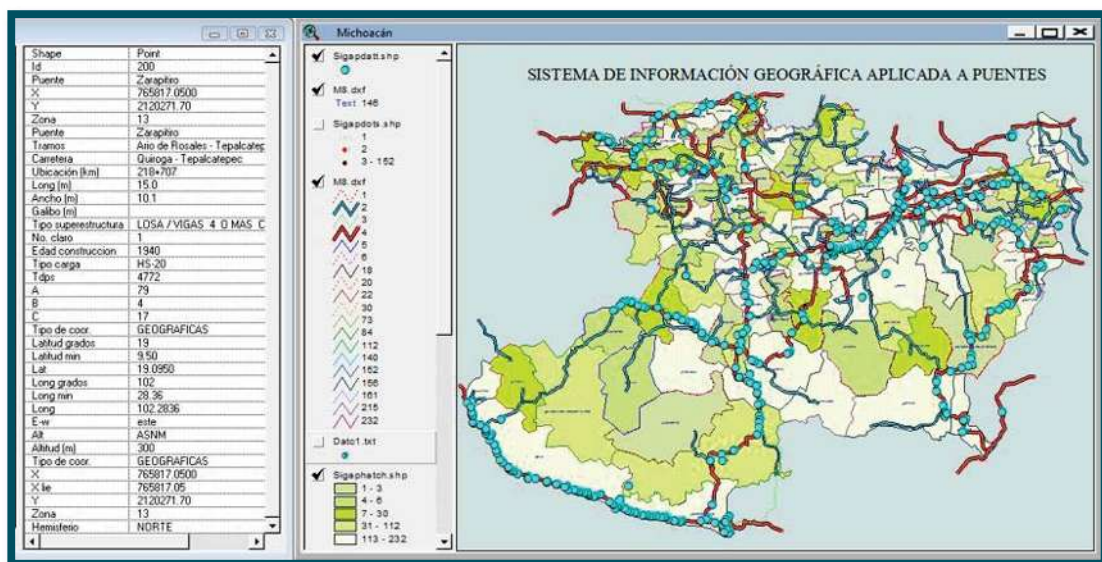 Shape Point
Id 200
Puente Zarapitiro
X 765817.0500
Y 2120271.70
Zona 13
Puente Zarapitiro
Tramos Ario de Rosales - Tepalcatep
Carretera Quiroga - Tepalcatepec
Ubicación (km) 218+707
Long (m) 15.0
Ancho (m) 10.1
Galibo (m)
Tipo superestructura LOSA / VIGAS 4 O MAS C
No. claro 1
Edad construccion 1940
Tipo carga HS-20
Tdps 4772
A 79
B 4
C 17
Tipo de coor. GEOGRAFICAS
Latitud grados 19
Latitud min 9.50
Lat 19.0950
Long grados 102
Long min 28.36
Long 102.2836
E-w este
Alt ASNM
Altitud (m) 300
Tipo de coor. GEOGRAFICAS
X 765817.0500
X lie 765817.05
Y 2120271.70
Zona 13
Hemisferio NORTE
Michoacán
Sigapdatt.shp
M8.dxf
Text 146
Sigapdots.shp
1
2
3 - 152
M8.dxf
1
2
3
4
5
6
18
20
22
30
73
84
112
140
152
156
161
215
232
Dato1.txt
Sigaphatch.shp
1 - 3
4 - 6
7 - 30
31 - 112
113 - 232
SISTEMA DE INFORMACIÓN GEOGRÁFICA APLICADA A PUENTES